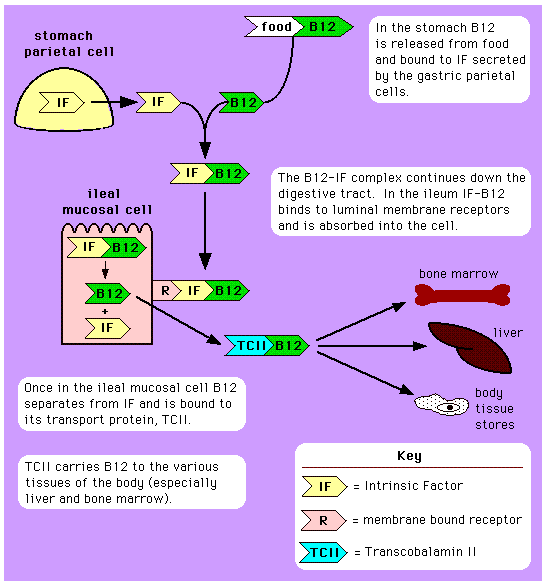 food B12
stomach
parietal cell
In the stomach B12
is released from food
and bound to IF secreted
by the gastric parietal
cells.
IF
IF
B12
IF B12
The B12-IF complex continues down the
digestive tract. In the ileum IF-B12
binds to luminal membrane receptors
and is absorbed into the cell.
ileal
mucosal cell
IF B12
B12
+
IF
R IF B12
TCII B12
bone marrow
liver
body
tissue
stores
Once in the ileal mucosal cell B12
separates from IF and is bound to
its transport protein, TCII.
TCII carries B12 to the various
tissues of the body (especially
liver and bone marrow).
Key
IF = Intrinsic Factor
R = membrane bound receptor
TCII = Transcobalamin II